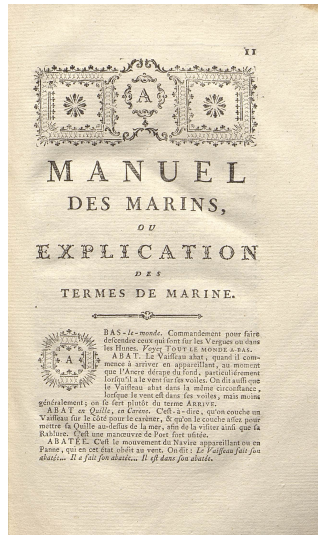 11
A
MANUEL
DES MARINS,
OU
EXPLICATION
DES
TERMES DE MARINE.
A
BAS-le-monde. Commandement pour faire
descendre ceux qui sont sur les Vergues ou dans
les Hunes. Voyez TOUT LE MONDE A-BAS.
ABAT. Le Vaisseau abat, quand il com-
mence à arriver en appareillant, au moment
que l'Ancre dérape du fond, particuliérement
lorsqu'il a le vent sur ses voiles. On dit aussi que
le Vaisseau abat dans la même circonstance,
lorsque le vent est dans ses voiles, mais moins
généralement; on se sert plutôt du terme ARRIVE.
ABAT en Quille, en Carene. C'est-à-dire, qu'on couche un
Vaisseau sur le côté pour le carener, & qu'on le couche assez pour
mettre sa Quille au-dessus de la mer, afin de la visiter ainsi que sa
Rablure. C'est une manœuvre de Port fort usitée.
ABATÉE. C'est le mouvement du Navire appareillant ou en
Panne, qui en cet état obéit au vent. On dit: Le Vaisseau fait son
abatée... Il a fait son abatée... Il est dans son abatée.